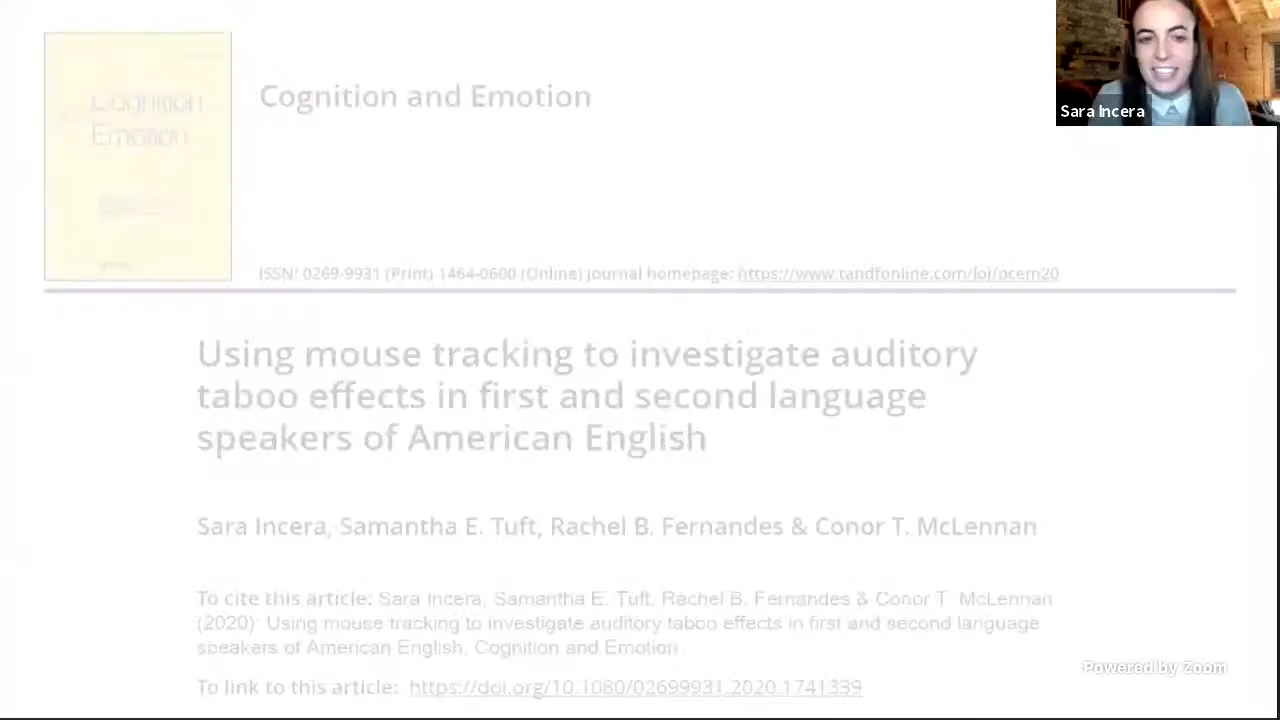 Cognition
Emotion
Cognition and Emotion
Sara Incera
ISSN: 0269-9931 (Print) 1464-0600 (Online) journal homepage: https://www.tandfonline.com/loi/pcem20
Using mouse tracking to investigate auditory
taboo effects in first and second language
speakers of American English
Sara Incera, Samantha E. Tuft, Rachel B. Fernandes & Conor T. McLennan
To cite this article: Sara Incera, Samantha E. Tuft, Rachel B. Fernandes & Conor T. McLennan
(2020): Using mouse tracking to investigate auditory taboo effects in first and second language
speakers of American English, Cognition and Emotion
To link to this article: https://doi.org/10.1080/02699931.2020.1741339
Powered by Zoom